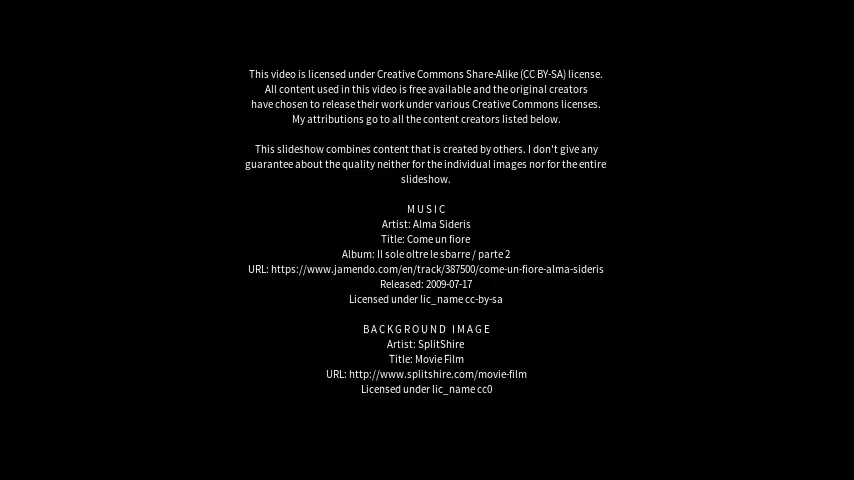 This video is licensed under Creative Commons Share-Alike (CC BY-SA) license.
All content used in this video is free available and the original creators
have chosen to release their work under various Creative Commons licenses.
My attributions go to all the content creators listed below.
This slideshow combines content that is created by others. I don't give any
guarantee about the quality neither for the individual images nor for the entire
slideshow.
MUSIC
Artist: Alma Sideris
Title: Come un fiore
Album: Il sole oltre le sbarre / parte 2
URL: https://www.jamendo.com/en/track/387500/come-un-fiore-alma-sideris
Released: 2009-07-17
Licensed under lic_name cc-by-sa
BACKGROUND IMAGE
Artist: SplitShire
Title: Movie Film
URL: http://www.splitshire.com/movie-film
Licensed under lic_name cc0